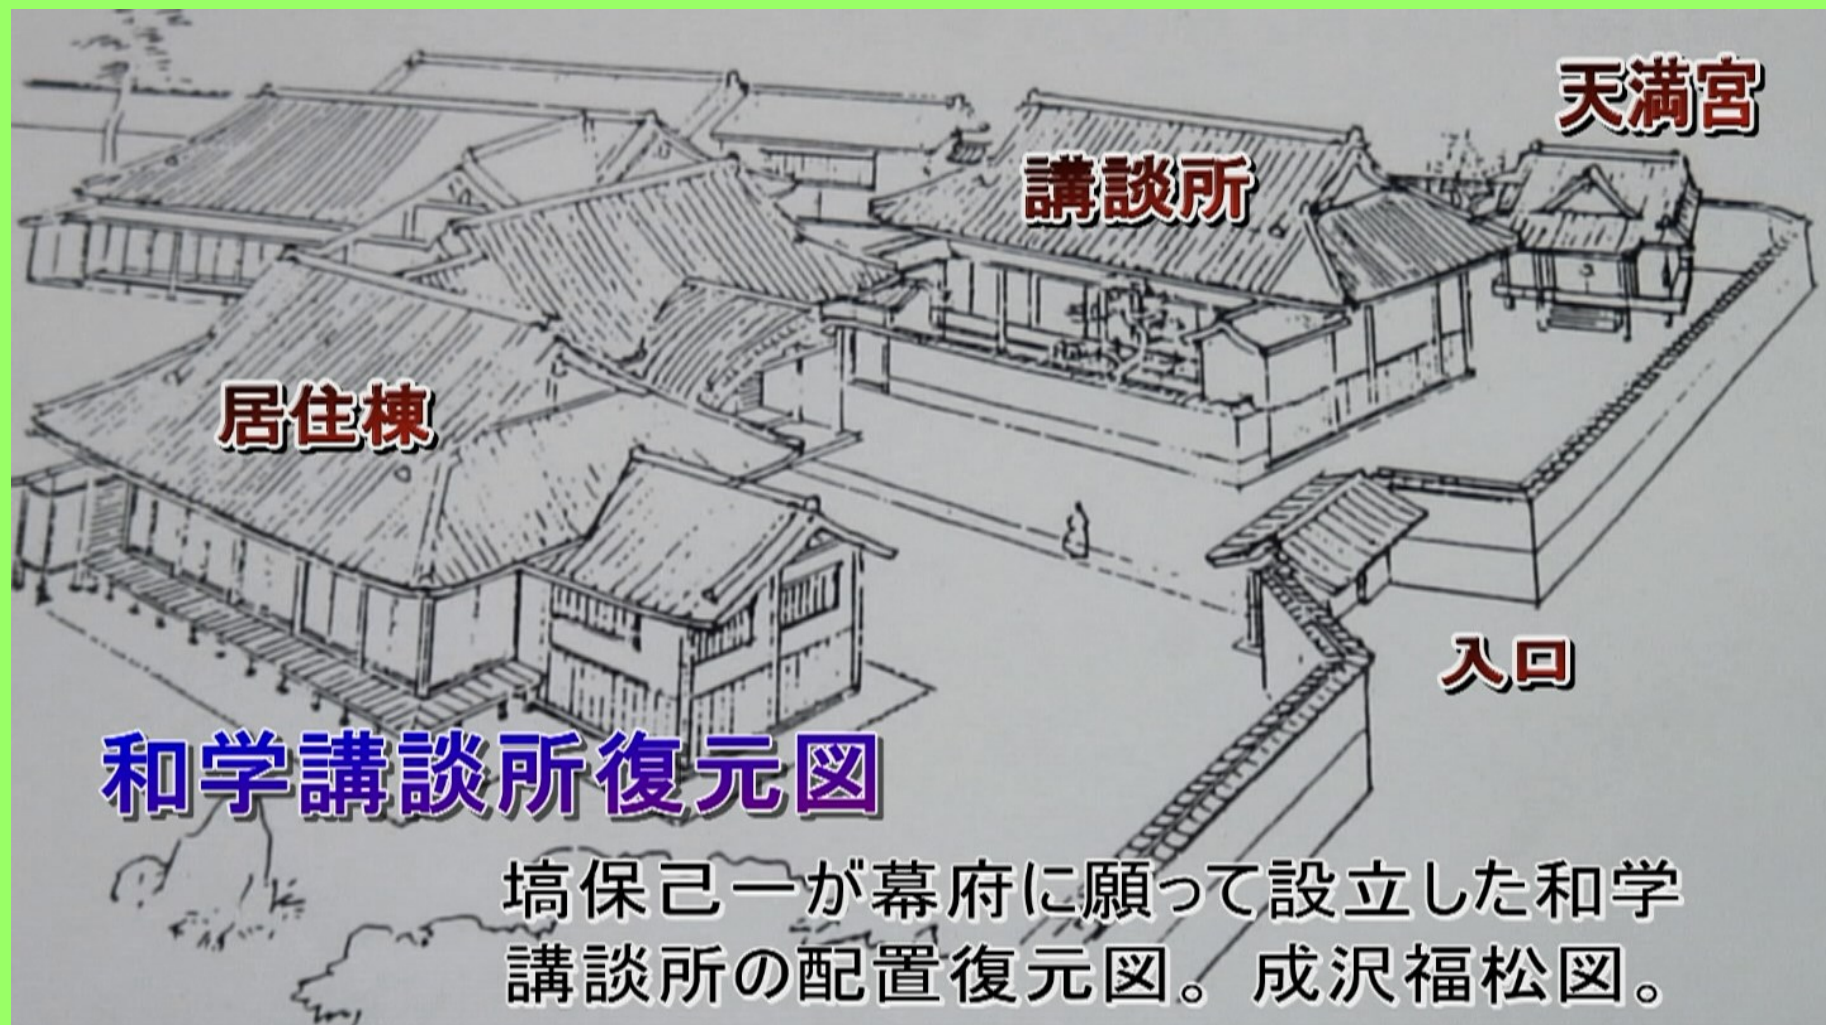 天満宮
講談所
居住棟
入口
和学講談所復元図
塙保己一が幕府に願って設立した和学
講談所の配置復元図。成沢福松図。